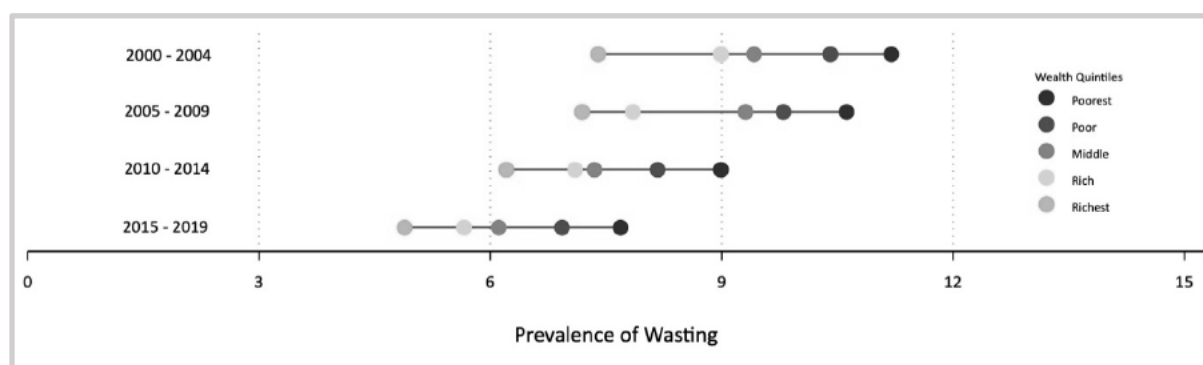 2000 - 2004
2005 - 2009
2010 - 2014
2015 - 2019
Wealth Quintiles
Poorest
Poor
Middle
Rich
Richest
0 3 6 9 12 15
Prevalence of Wasting